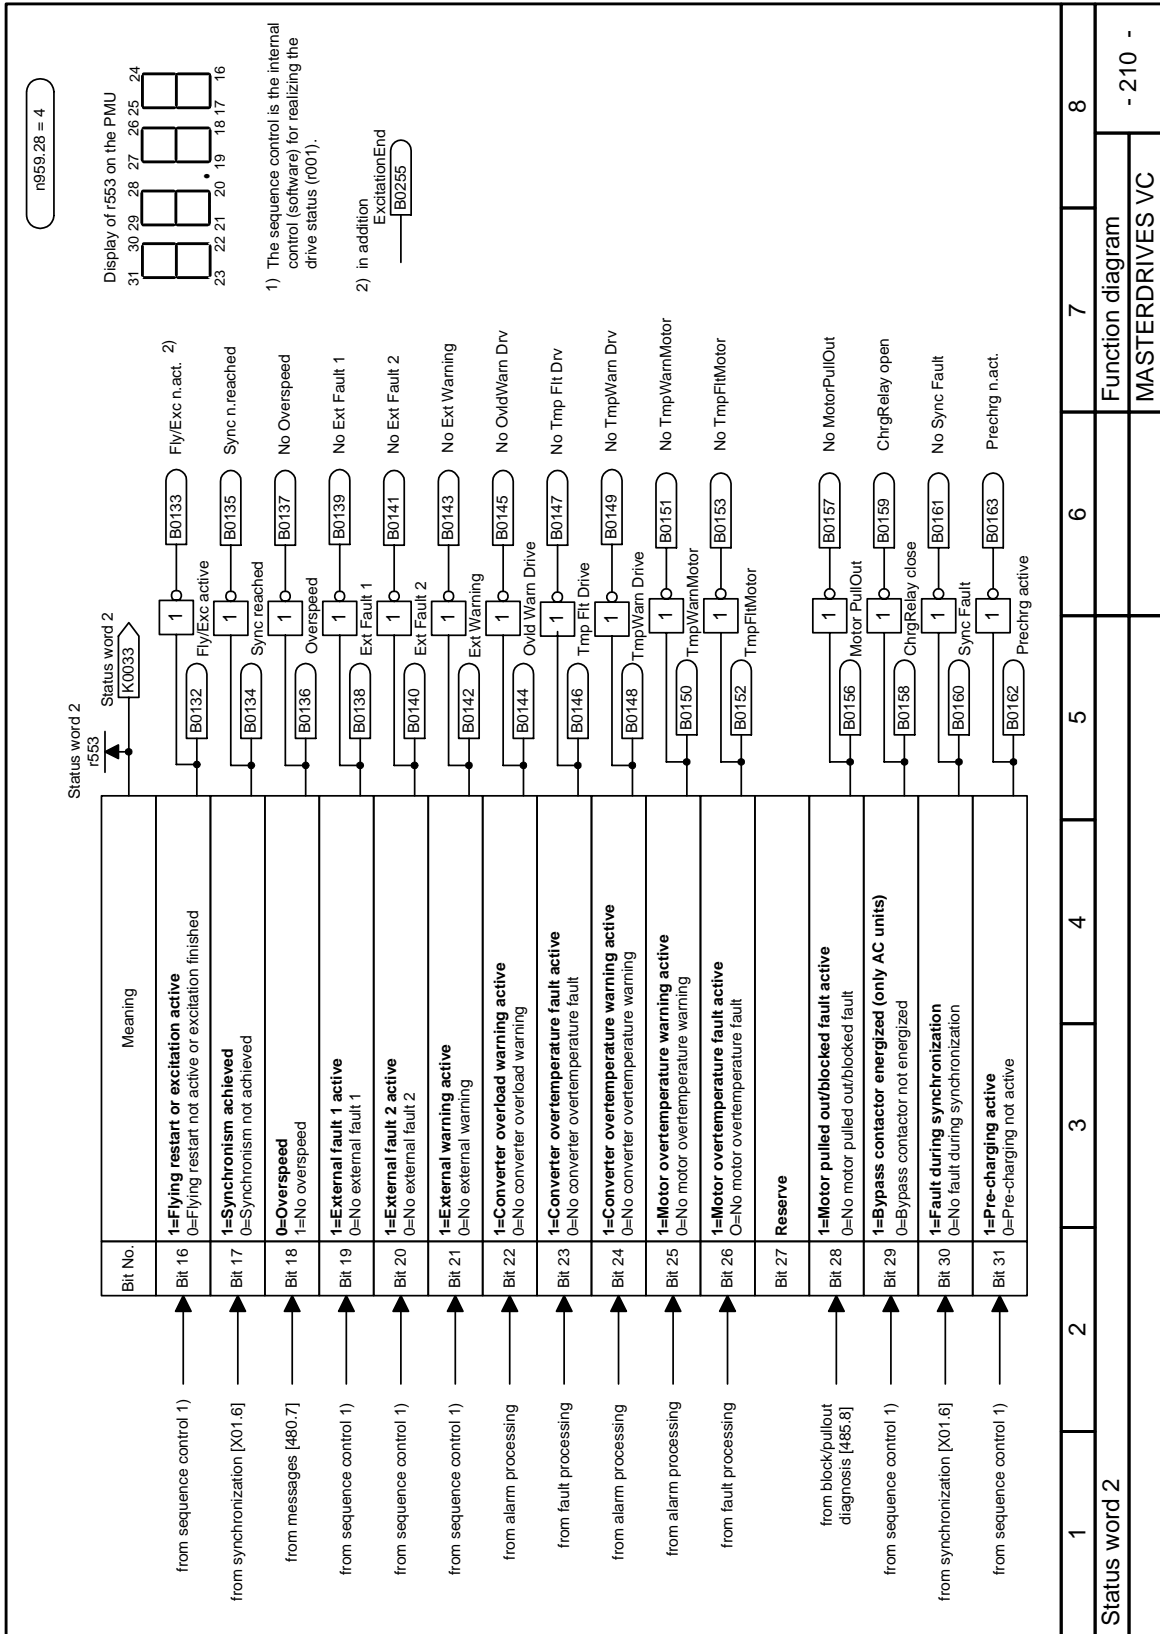 n959.28 = 4
Display of r553 on the PMU
31 30 29 28 27 26 25 24
23 22 21 20 19 18 17 16
1) The sequence control is the internal
control (software) for realizing the
drive status (r001).
2) in addition
ExcitationEnd
B0255
Status word 2
r553
Status word 2
K0033
Bit No.
Meaning
from sequence control 1)
Bit 16
1=Flying restart or excitation active
0=Flying restart not active or excitation finished
B0132
Fly/Exc active
1
B0133
Fly/Exc n.act. 2)
from synchronization [X01.6]
Bit 17
1=Synchronism achieved
0=Synchronism not achieved
B0134
Sync reached
1
B0135
Sync n.reached
from messages [480.7]
Bit 18
0=Overspeed
1=No overspeed
B0136
Overspeed
1
B0137
No Overspeed
from sequence control 1)
Bit 19
1=External fault 1 active
0=No external fault 1
B0138
Ext Fault 1
1
B0139
No Ext Fault 1
from sequence control 1)
Bit 20
1=External fault 2 active
0=No external fault 2
B0140
Ext Fault 2
1
B0141
No Ext Fault 2
from sequence control 1)
Bit 21
1=External warning active
0=No external warning
B0142
Ext Warning
1
B0143
No Ext Warning
from alarm processing
Bit 22
1=Converter overload warning active
0=No converter overload warning
B0144
Ovld Warn Drive
1
B0145
No OvldWarn Drv
from fault processing
Bit 23
1=Converter overtemperature fault active
0=No converter overtemperature fault
B0146
Tmp Flt Drive
1
B0147
No Tmp Flt Drv
from alarm processing
Bit 24
1=Converter overtemperature warning active
0=No converter overtemperature warning
B0148
TmpWarn Drive
1
B0149
No TmpWarn Drv
from alarm processing
Bit 25
1=Motor overtemperature warning active
0=No motor overtemperature warning
B0150
TmpWarnMotor
1
B0151
No TmpWarnMotor
from fault processing
Bit 26
1=Motor overtemperature fault active
O=No motor overtemperature fault
B0152
TmpFltMotor
1
B0153
No TmpFltMotor
Bit 27
Reserve
from block/pullout
diagnosis [485.8]
Bit 28
1=Motor pulled out/blocked fault active
0=No motor pulled out/blocked fault
B0156
Motor PullOut
1
B0157
No MotorPullOut
from sequence control 1)
Bit 29
1=Bypass contactor energized (only AC units)
0=Bypass contactor not energized
B0158
ChrgRelay close
1
B0159
ChrgRelay open
from synchronization [X01.6]
Bit 30
1=Fault during synchronization
0=No fault during synchronization
B0160
Sync Fault
1
B0161
No Sync Fault
from sequence control 1)
Bit 31
1=Pre-charging active
0=Pre-charging not active
B0162
Prechrg active
1
B0163
Prechrg n.act.
1 2 3 4 5 6 7 8
Status word 2
Function diagram
MASTERDRIVES VC
- 210 -